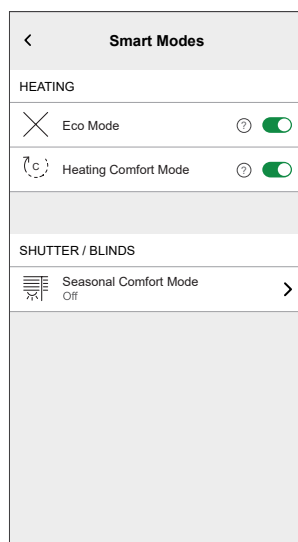 Smart Modes
HEATING
Eco Mode ?
C Heating Comfort Mode ?
SHUTTER / BLINDS
Seasonal Comfort Mode
Off